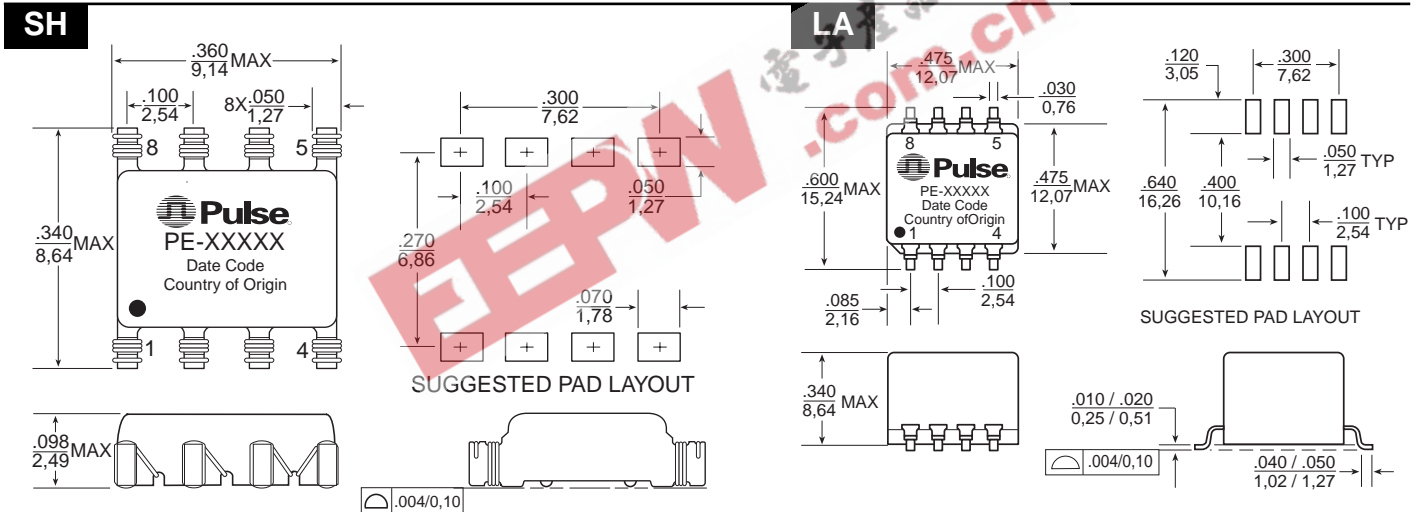 SH
.360
9,14 MAX
.100
2,54
8X .050
1,27
8
5
.340
8,64 MAX
Pulse
PE-XXXXX
Date Code
Country of Origin
1
4
.300
7,62
.100
2,54
.050
1,27
.270
6,86
.070
1,78
SUGGESTED PAD LAYOUT
.098
2,49 MAX
.004/0,10
LA
.475
12,07 MAX
.030
0,76
8
5
.600
15,24 MAX
Pulse
PE-XXXXX
Date Code
Country ofOrigin
1
4
.475
12,07 MAX
.085
2,16
.100
2,54
.120
3,05
.300
7,62
.050
1,27 TYP
.640
16,26
.400
10,16
.100
2,54 TYP
SUGGESTED PAD LAYOUT
.340
8,64 MAX
.010 / .020
0,25 / 0,51
.004/0,10
.040 / .050
1,02 / 1,27
EEPW
.com.cn